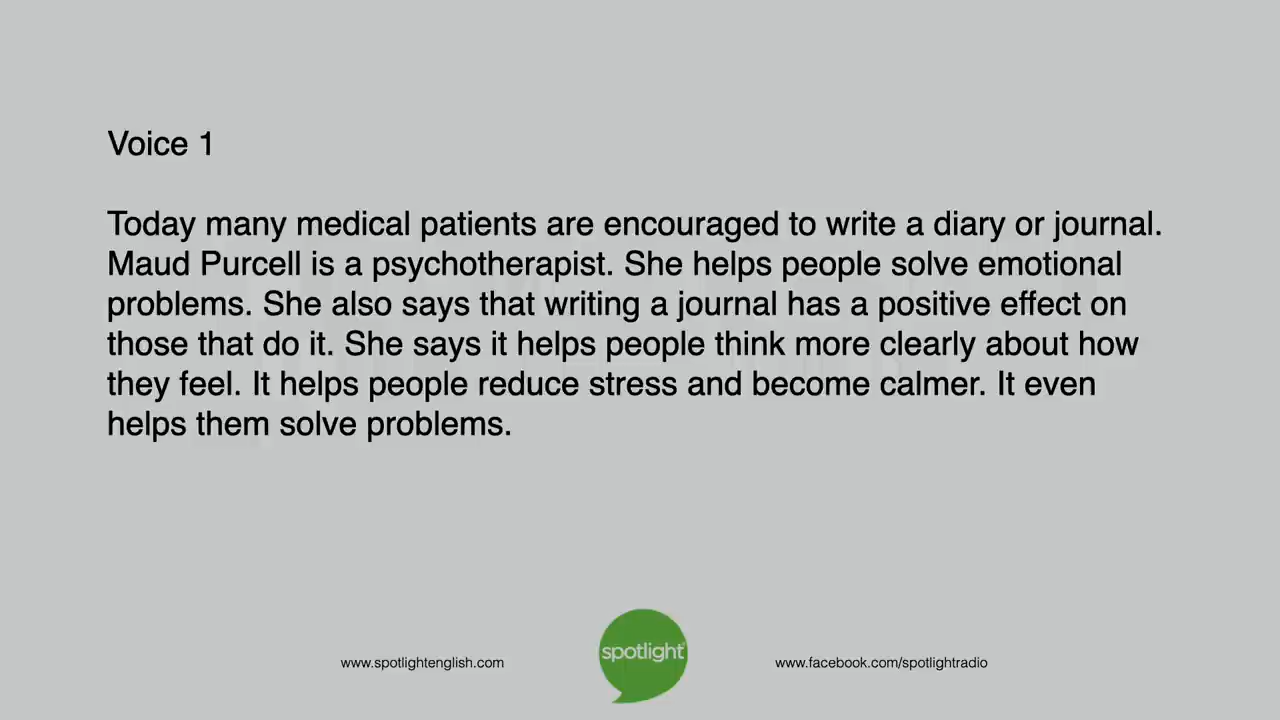 Voice 1
Today many medical patients are encouraged to write a diary or journal.
Maud Purcell is a psychotherapist. She helps people solve emotional
problems. She also says that writing a journal has a positive effect on
those that do it. She says it helps people think more clearly about how
they feel. It helps people reduce stress and become calmer. It even
helps them solve problems.
www.spotlightenglish.com
spotlight
www.facebook.com/spotlightradio